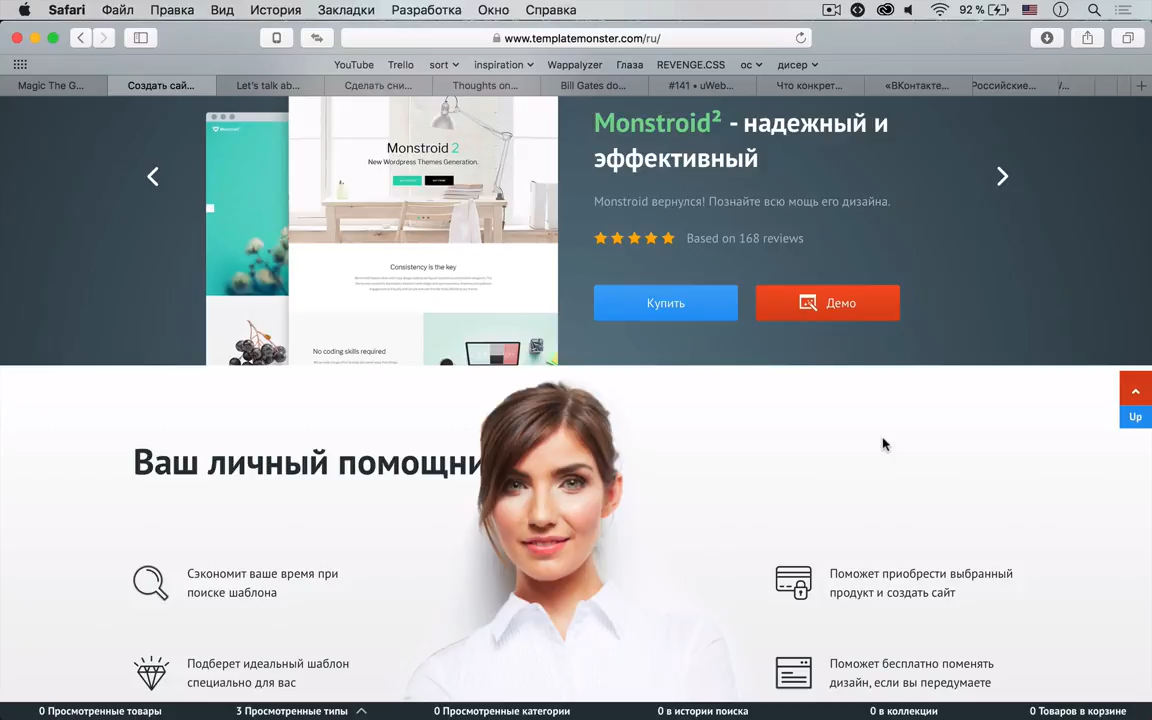 Safari Файл Правка Вид История Закладки Разработка Окно Справка 92 %
www.templatemonster.com/ru/
YouTube Trello sort inspiration Wappalyzer Глаза REVENGE.CSS ос дисер
Magic The G... Создать сай... Let's talk ab... Сделать сни... Thoughts on... Bill Gates do... #141 • uWeb... Что конкрет... «ВКонтакте... Российские... /...
Monstroid² - надежный и
эффективный
Monstroid вернулся! Познайте всю мощь его дизайна.
Based on 168 reviews
Купить
Демо
Monstroid 2
New Wordpress Themes Generation.
Consistency is the key
No coding skills required
Up
Ваш личный помощни
Сэкономит ваше время при
поиске шаблона
Поможет приобрести выбранный
продукт и создать сайт
Подберет идеальный шаблон
специально для вас
Поможет бесплатно поменять
дизайн, если вы передумаете
0 Просмотренные товары 3 Просмотренные типы 0 Просмотренные категории 0 в истории поиска 0 в коллекции 0 Товаров в корзине